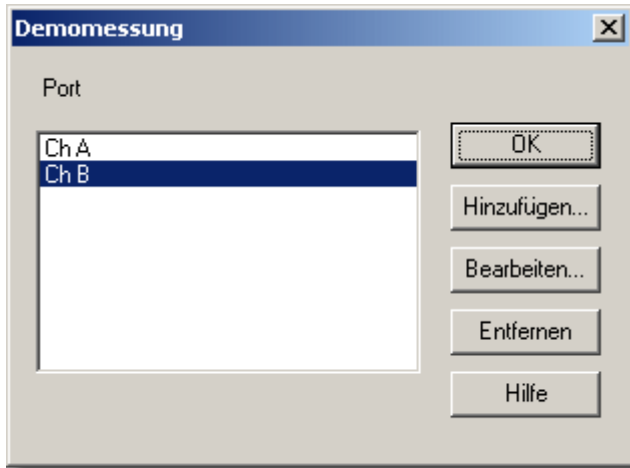 Demomessung
Port
Ch A
Ch B
OK
Hinzufügen...
Bearbeiten...
Entfernen
Hilfe